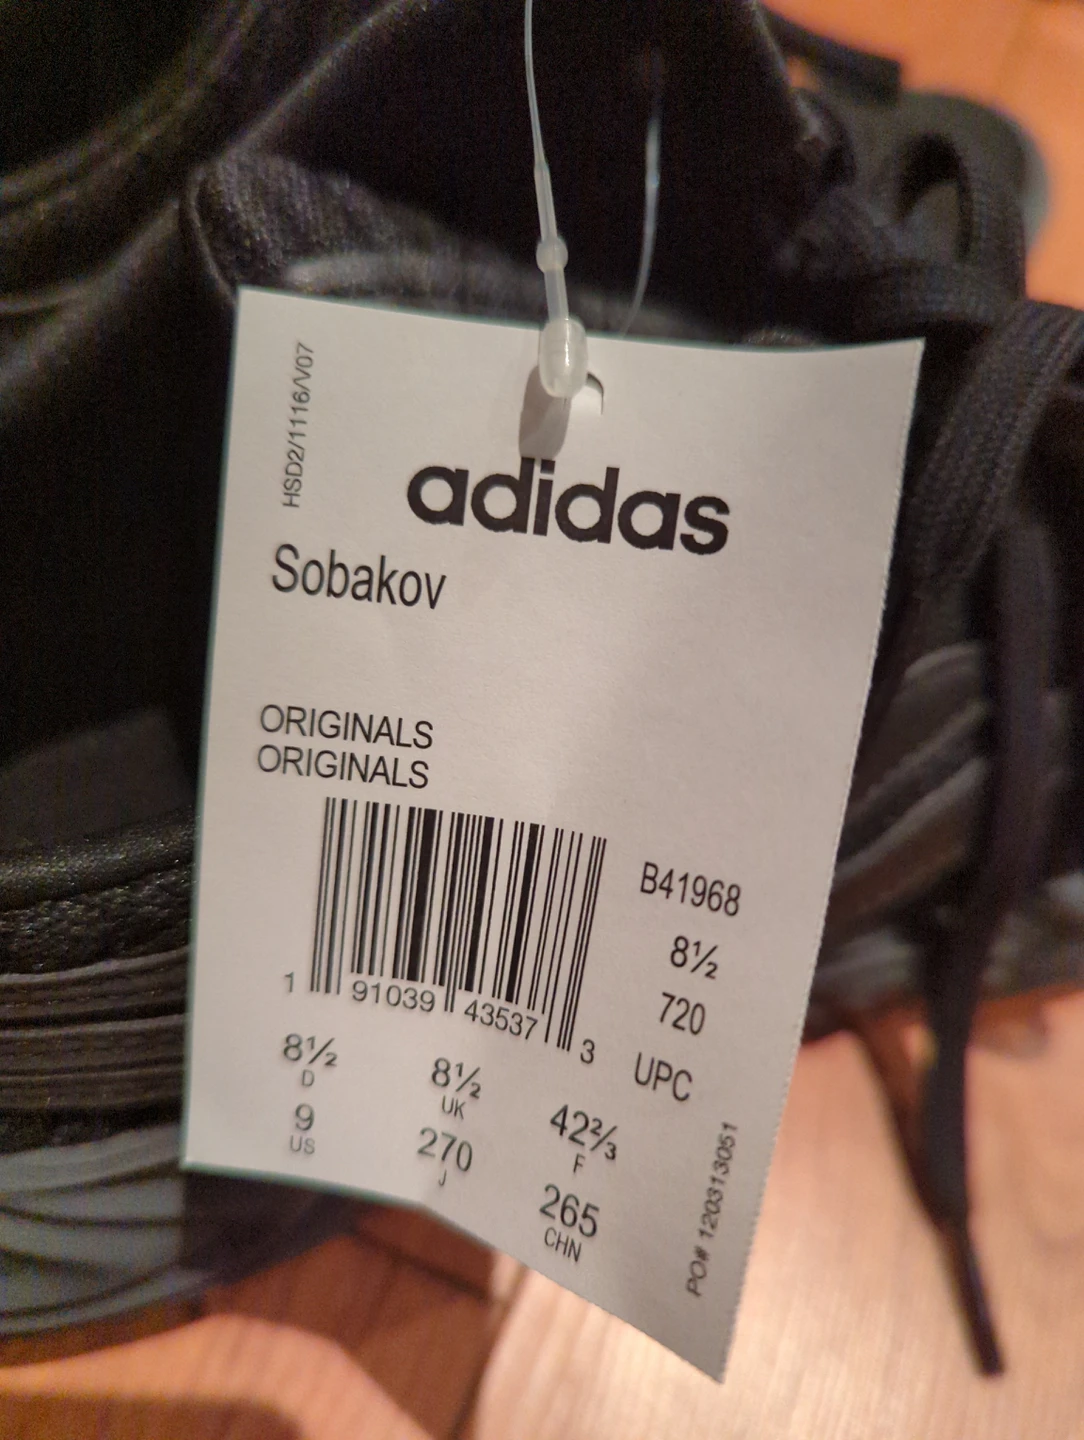 HSD2/1116/V07
adidas
Sobakov
ORIGINALS
ORIGINALS
B41968
8½
720
UPC
1 91039 43537 3
8½ D
8½ UK
42⅔ F
9 US
270 J
265 CHN
PO# 120313051